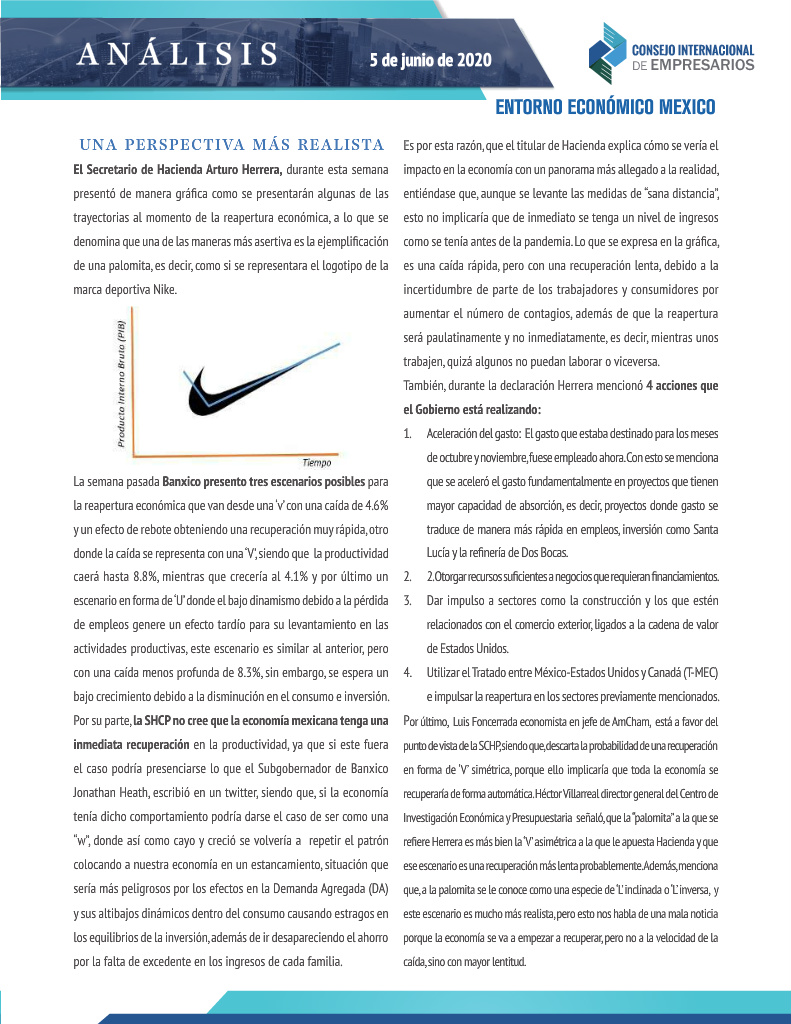 ANÁLISIS
5 de junio de 2020
CONSEJO INTERNACIONAL
DE EMPRESARIOS
ENTORNO ECONÓMICO MEXICO
UNA PERSPECTIVA MÁS REALISTA
El Secretario de Hacienda Arturo Herrera, durante esta semana
presentó de manera gráfica como se presentarán algunas de las
trayectorias al momento de la reapertura económica, a lo que se
denomina que una de las maneras más asertiva es la ejemplificación
de una palomita, es decir, como si se representara el logotipo de la
marca deportiva Nike.
Producto Interno Bruto (PIB)
Tiempo
La semana pasada Banxico presento tres escenarios posibles para
la reapertura económica que van desde una ‘v’ con una caída de 4.6%
y un efecto de rebote obteniendo una recuperación muy rápida, otro
donde la caída se representa con una ‘V’, siendo que la productividad
caerá hasta 8.8%, mientras que crecería al 4.1% y por último un
escenario en forma de ‘U’ donde el bajo dinamismo debido a la pérdida
de empleos genere un efecto tardío para su levantamiento en las
actividades productivas, este escenario es similar al anterior, pero
con una caída menos profunda de 8.3%, sin embargo, se espera un
bajo crecimiento debido a la disminución en el consumo e inversión.
Por su parte, la SHCP no cree que la economía mexicana tenga una
inmediata recuperación en la productividad, ya que si este fuera
el caso podría presenciarse lo que el Subgobernador de Banxico
Jonathan Heath, escribió en un twitter, siendo que, si la economía
tenía dicho comportamiento podría darse el caso de ser como una
“w”, donde así como cayo y creció se volvería a repetir el patrón
colocando a nuestra economía en un estancamiento, situación que
sería más peligrosos por los efectos en la Demanda Agregada (DA)
y sus altibajos dinámicos dentro del consumo causando estragos en
los equilibrios de la inversión, además de ir desapareciendo el ahorro
por la falta de excedente en los ingresos de cada familia.
Es por esta razón, que el titular de Hacienda explica cómo se vería el
impacto en la economía con un panorama más allegado a la realidad,
entiéndase que, aunque se levante las medidas de “sana distancia”,
esto no implicaría que de inmediato se tenga un nivel de ingresos
como se tenía antes de la pandemia. Lo que se expresa en la gráfica,
es una caída rápida, pero con una recuperación lenta, debido a la
incertidumbre de parte de los trabajadores y consumidores por
aumentar el número de contagios, además de que la reapertura
será paulatinamente y no inmediatamente, es decir, mientras unos
trabajen, quizá algunos no puedan laborar o viceversa.
También, durante la declaración Herrera mencionó 4 acciones que
el Gobierno está realizando:
1. Aceleración del gasto: El gasto que estaba destinado para los meses
de octubre y noviembre, fuese empleado ahora. Con esto se menciona
que se aceleró el gasto fundamentalmente en proyectos que tienen
mayor capacidad de absorción, es decir, proyectos donde gasto se
traduce de manera más rápida en empleos, inversión como Santa
Lucía y la refinería de Dos Bocas.
2. 2.Otorgar recursos suficientes a negocios que requieran financiamientos.
3. Dar impulso a sectores como la construcción y los que estén
relacionados con el comercio exterior, ligados a la cadena de valor
de Estados Unidos.
4. Utilizar el Tratado entre México-Estados Unidos y Canadá (T-MEC)
e impulsar la reapertura en los sectores previamente mencionados.
Por último, Luis Foncerrada economista en jefe de AmCham, está a favor del
punto de vista de la SCHP, siendo que, descarta la probabilidad de una recuperación
en forma de ‘V’ simétrica, porque ello implicaría que toda la economía se
recuperaría de forma automática. Héctor Villarreal director general del Centro de
Investigación Económica y Presupuestaria señaló, que la “palomita” a la que se
refiere Herrera es más bien la ‘V’ asimétrica a la que le apuesta Hacienda y que
ese escenario es una recuperación más lenta probablemente. Además, menciona
que, a la palomita se le conoce como una especie de ‘L’ inclinada o ‘L’ inversa, y
este escenario es mucho más realista, pero esto nos habla de una mala noticia
porque la economía se va a empezar a recuperar, pero no a la velocidad de la
caída, sino con mayor lentitud.